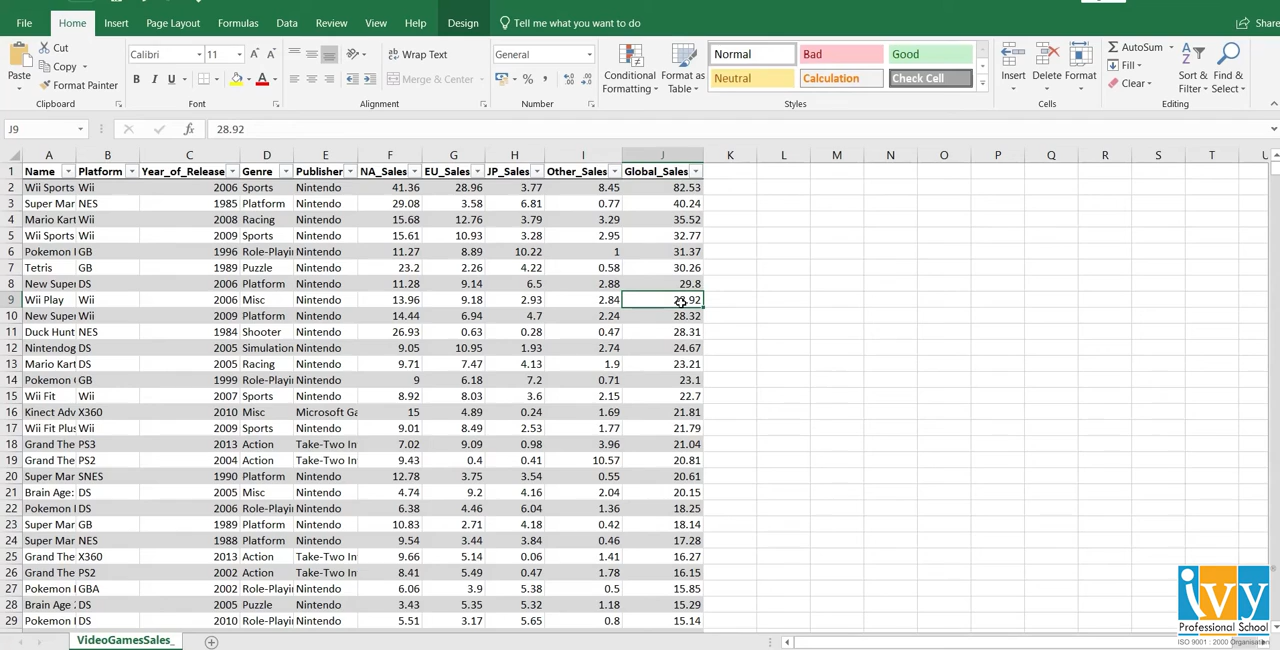 File Home Insert Page Layout Formulas Data Review View Help Design Tell me what you want to do Share
Paste Cut Copy Format Painter
Calibri 11
B I U A
Wrap Text
Merge & Center
General
% ,
Conditional Formatting
Format as Table
Normal Bad Good
Neutral Calculation Check Cell
Insert Delete Format
AutoSum
Fill
Clear
Sort & Filter
Find & Select
Clipboard Font Alignment Number Styles Cells Editing
J9 fx 28.92
A B C D E F G H I J K L M N O P Q R S T U
1 Name Platform Year_of_Release Genre Publisher NA_Sales EU_Sales JP_Sales Other_Sales Global_Sales
2 Wii Sports Wii 2006 Sports Nintendo 41.36 28.96 3.77 8.45 82.53
3 Super Mar NES 1985 Platform Nintendo 29.08 3.58 6.81 0.77 40.24
4 Mario Kart Wii 2008 Racing Nintendo 15.68 12.76 3.79 3.29 35.52
5 Wii Sports Wii 2009 Sports Nintendo 15.61 10.93 3.28 2.95 32.77
6 Pokemon GB 1996 Role-Playi Nintendo 11.27 8.89 10.22 1 31.37
7 Tetris GB 1989 Puzzle Nintendo 23.2 2.26 4.22 0.58 30.26
8 New Super DS 2006 Platform Nintendo 11.28 9.14 6.5 2.88 29.8
9 Wii Play Wii 2006 Misc Nintendo 13.96 9.18 2.93 2.84 28.92
10 New Super Wii 2009 Platform Nintendo 14.44 6.94 4.7 2.24 28.32
11 Duck Hunt NES 1984 Shooter Nintendo 26.93 0.63 0.28 0.47 28.31
12 Nintendog DS 2005 Simulation Nintendo 9.05 10.95 1.93 2.74 24.67
13 Mario Kart DS 2005 Racing Nintendo 9.71 7.47 4.13 1.9 23.21
14 Pokemon GB 1999 Role-Playi Nintendo 9 6.18 7.2 0.71 23.1
15 Wii Fit Wii 2007 Sports Nintendo 8.92 8.03 3.6 2.15 22.7
16 Kinect Adv X360 2010 Misc Microsoft Ga 15 4.89 0.24 1.69 21.81
17 Wii Fit Plus Wii 2009 Sports Nintendo 9.01 8.49 2.53 1.77 21.79
18 Grand The PS3 2013 Action Take-Two In 7.02 9.09 0.98 3.96 21.04
19 Grand The PS2 2004 Action Take-Two In 9.43 0.4 0.41 10.57 20.81
20 Super Mar SNES 1990 Platform Nintendo 12.78 3.75 3.54 0.55 20.61
21 Brain Age: DS 2005 Misc Nintendo 4.74 9.2 4.16 2.04 20.15
22 Pokemon DS 2006 Role-Playi Nintendo 6.38 4.46 6.04 1.36 18.25
23 Super Mar GB 1989 Platform Nintendo 10.83 2.71 4.18 0.42 18.14
24 Super Mar NES 1988 Platform Nintendo 9.54 3.44 3.84 0.46 17.28
25 Grand The X360 2013 Action Take-Two In 9.66 5.14 0.06 1.41 16.27
26 Grand The PS2 2002 Action Take-Two In 8.41 5.49 0.47 1.78 16.15
27 Pokemon GBA 2002 Role-Playi Nintendo 6.06 3.9 5.38 0.5 15.85
28 Brain Age DS 2005 Puzzle Nintendo 3.43 5.35 5.32 1.18 15.29
29 Pokemon DS 2010 Role-Playi Nintendo 5.51 3.17 5.65 0.8 15.14
VideoGamesSales_
ivy
Professional School
ISO 9001 : 2000 Organisation